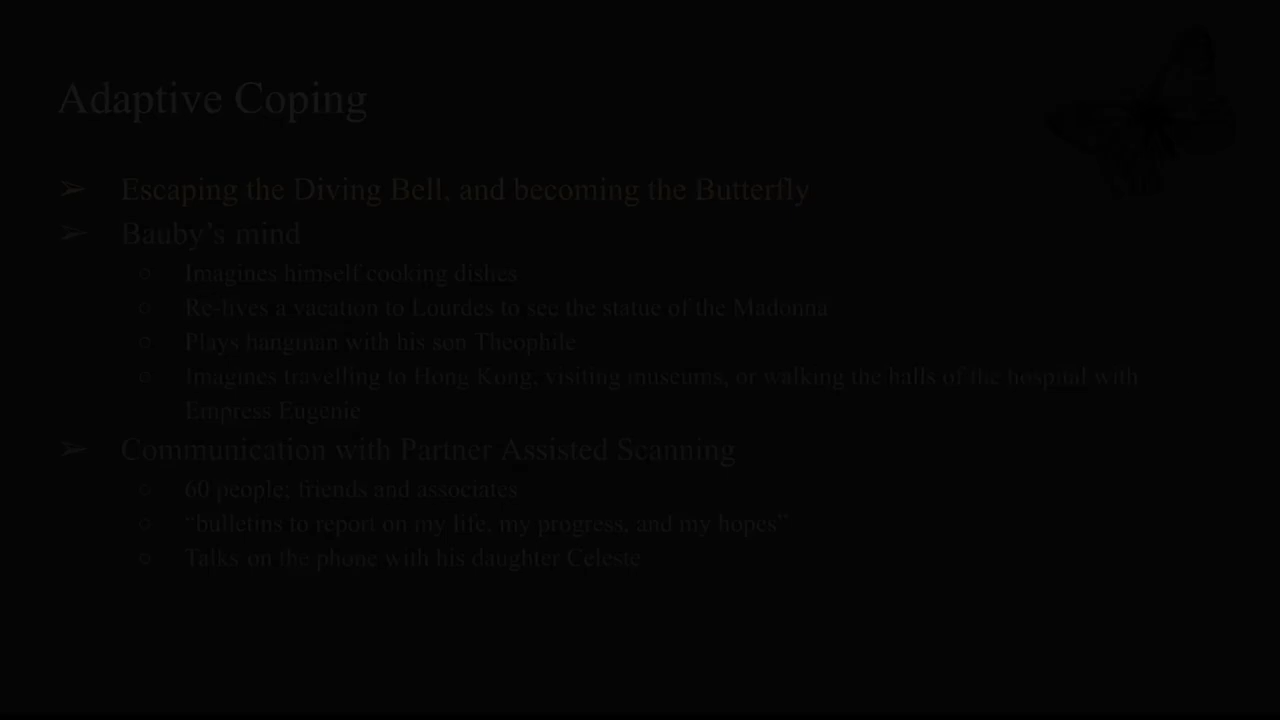 Adaptive Coping
➢ Escaping the Diving Bell, and becoming the Butterfly
➢ Bauby’s mind
○ Imagines himself cooking dishes
○ Re-lives a vacation to Lourdes to see the statue of the Madonna
○ Plays hangman with his son Theophile
○ Imagines travelling to Hong Kong, visiting museums, or walking the halls of the hospital with
Empress Eugenie
➢ Communication with Partner Assisted Scanning
○ 60 people; friends and associates
○ “bulletins to report on my life, my progress, and my hopes”
○ Talks on the phone with his daughter Celeste